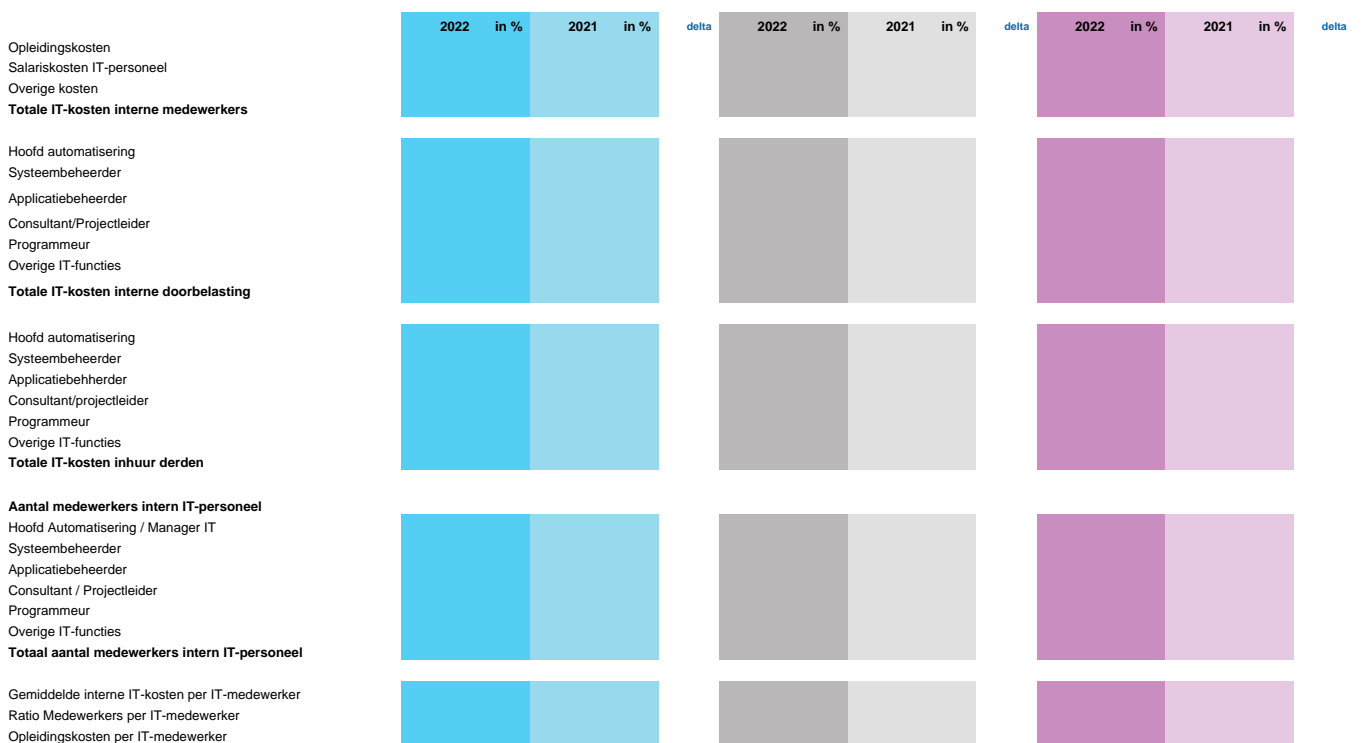 2022 in % 2021 in % delta 2022 in % 2021 in % delta 2022 in % 2021 in % delta
Opleidingskosten
Salariskosten IT-personeel
Overige kosten
Totale IT-kosten interne medewerkers
Hoofd automatisering
Systeembeheerder
Applicatiebeheerder
Consultant/Projectleider
Programmeur
Overige IT-functies
Totale IT-kosten interne doorbelasting
Hoofd automatisering
Systeembeheerder
Applicatiebehherder
Consultant/projectleider
Programmeur
Overige IT-functies
Totale IT-kosten inhuur derden
Aantal medewerkers intern IT-personeel
Hoofd Automatisering / Manager IT
Systeembeheerder
Applicatiebeheerder
Consultant / Projectleider
Programmeur
Overige IT-functies
Totaal aantal medewerkers intern IT-personeel
Gemiddelde interne IT-kosten per IT-medewerker
Ratio Medewerkers per IT-medewerker
Opleidingskosten per IT-medewerker